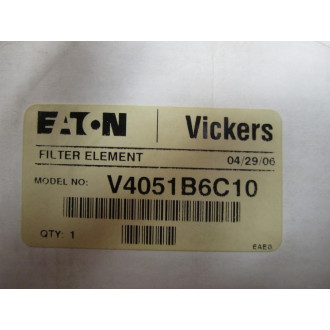 EATON | Vickers
FILTER ELEMENT 04/29/06
MODEL NO: V4051B6C10
QTY: 1